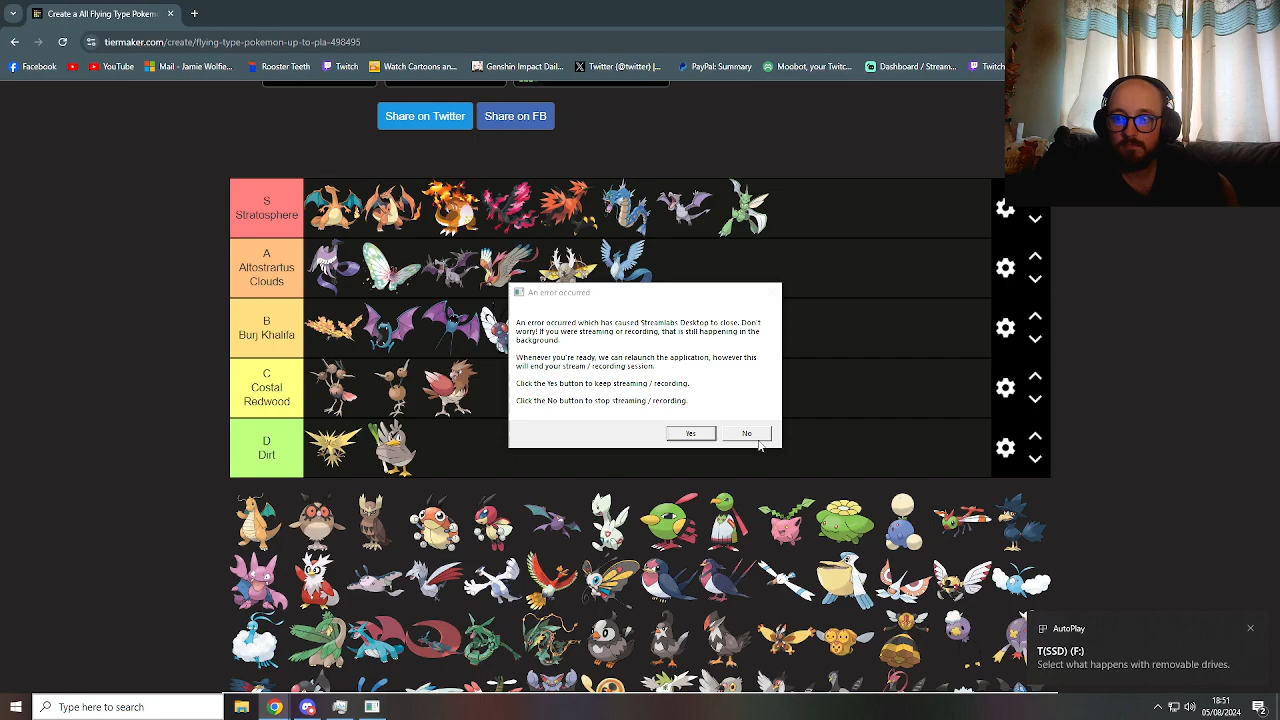 Create a All Flying Type Pokem
tiermaker.com/create/flying-type-pokemon-up-to-pla-498495
Facebook
YouTube
Mail - Jamie Wolfie...
Rooster Teeth
Twitch
Watch Cartoons an...
Genshin Impact Dail...
Twitter (@twitter) |...
PayPal: Summary
Moobot, your Twitc...
Dashboard / Stream...
Twitch
Share on Twitter
Share on FB
S
Stratosphere
A
Altostrartus
Clouds
B
Burj Khalifa
C
Costal
Redwood
D
Dirt
An error occurred
An error occurred which has caused Streamlabs Desktop to close. Don't
worry! If you were streaming or recording, that is still happening in the
background.
Whenever you're ready, we can relaunch the application, however this
will end your stream / recording session.
Click the Yes button to keep streaming / recording.
Click the No button to stop streaming / recording.
Yes
No
AutoPlay
T(SSD) (F:)
Select what happens with removable drives.
Type here to search
18:51
05/08/2024
2